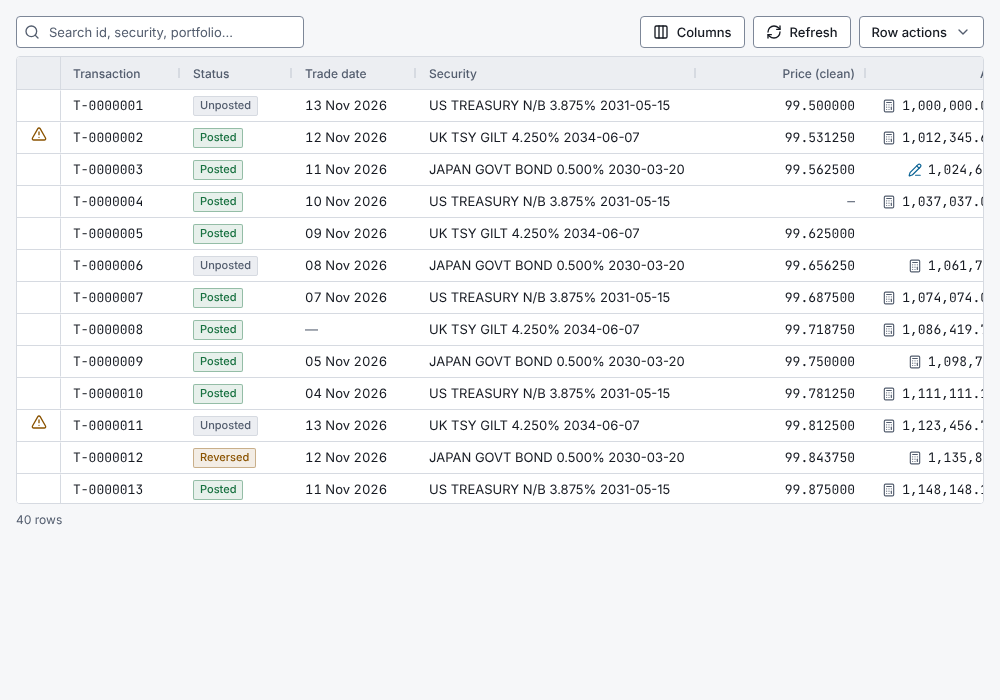 Search id, security, portfolio... Columns Refresh Row actions
Transaction Status Trade date Security Price (clean)
T-0000001 Unposted 13 Nov 2026 US TREASURY N/B 3.875% 2031-05-15 99.500000 1,000,000.
T-0000002 Posted 12 Nov 2026 UK TSY GILT 4.250% 2034-06-07 99.531250 1,012,345.
T-0000003 Posted 11 Nov 2026 JAPAN GOVT BOND 0.500% 2030-03-20 99.562500 1,024,6
T-0000004 Posted 10 Nov 2026 US TREASURY N/B 3.875% 2031-05-15 – 1,037,037.
T-0000005 Posted 09 Nov 2026 UK TSY GILT 4.250% 2034-06-07 99.625000
T-0000006 Unposted 08 Nov 2026 JAPAN GOVT BOND 0.500% 2030-03-20 99.656250 1,061,7
T-0000007 Posted 07 Nov 2026 US TREASURY N/B 3.875% 2031-05-15 99.687500 1,074,074.
T-0000008 Posted — UK TSY GILT 4.250% 2034-06-07 99.718750 1,086,419.
T-0000009 Posted 05 Nov 2026 JAPAN GOVT BOND 0.500% 2030-03-20 99.750000 1,098,7
T-0000010 Posted 04 Nov 2026 US TREASURY N/B 3.875% 2031-05-15 99.781250 1,111,111.
T-0000011 Unposted 13 Nov 2026 UK TSY GILT 4.250% 2034-06-07 99.812500 1,123,456.
T-0000012 Reversed 12 Nov 2026 JAPAN GOVT BOND 0.500% 2030-03-20 99.843750 1,135,8
T-0000013 Posted 11 Nov 2026 US TREASURY N/B 3.875% 2031-05-15 99.875000 1,148,148.
40 rows